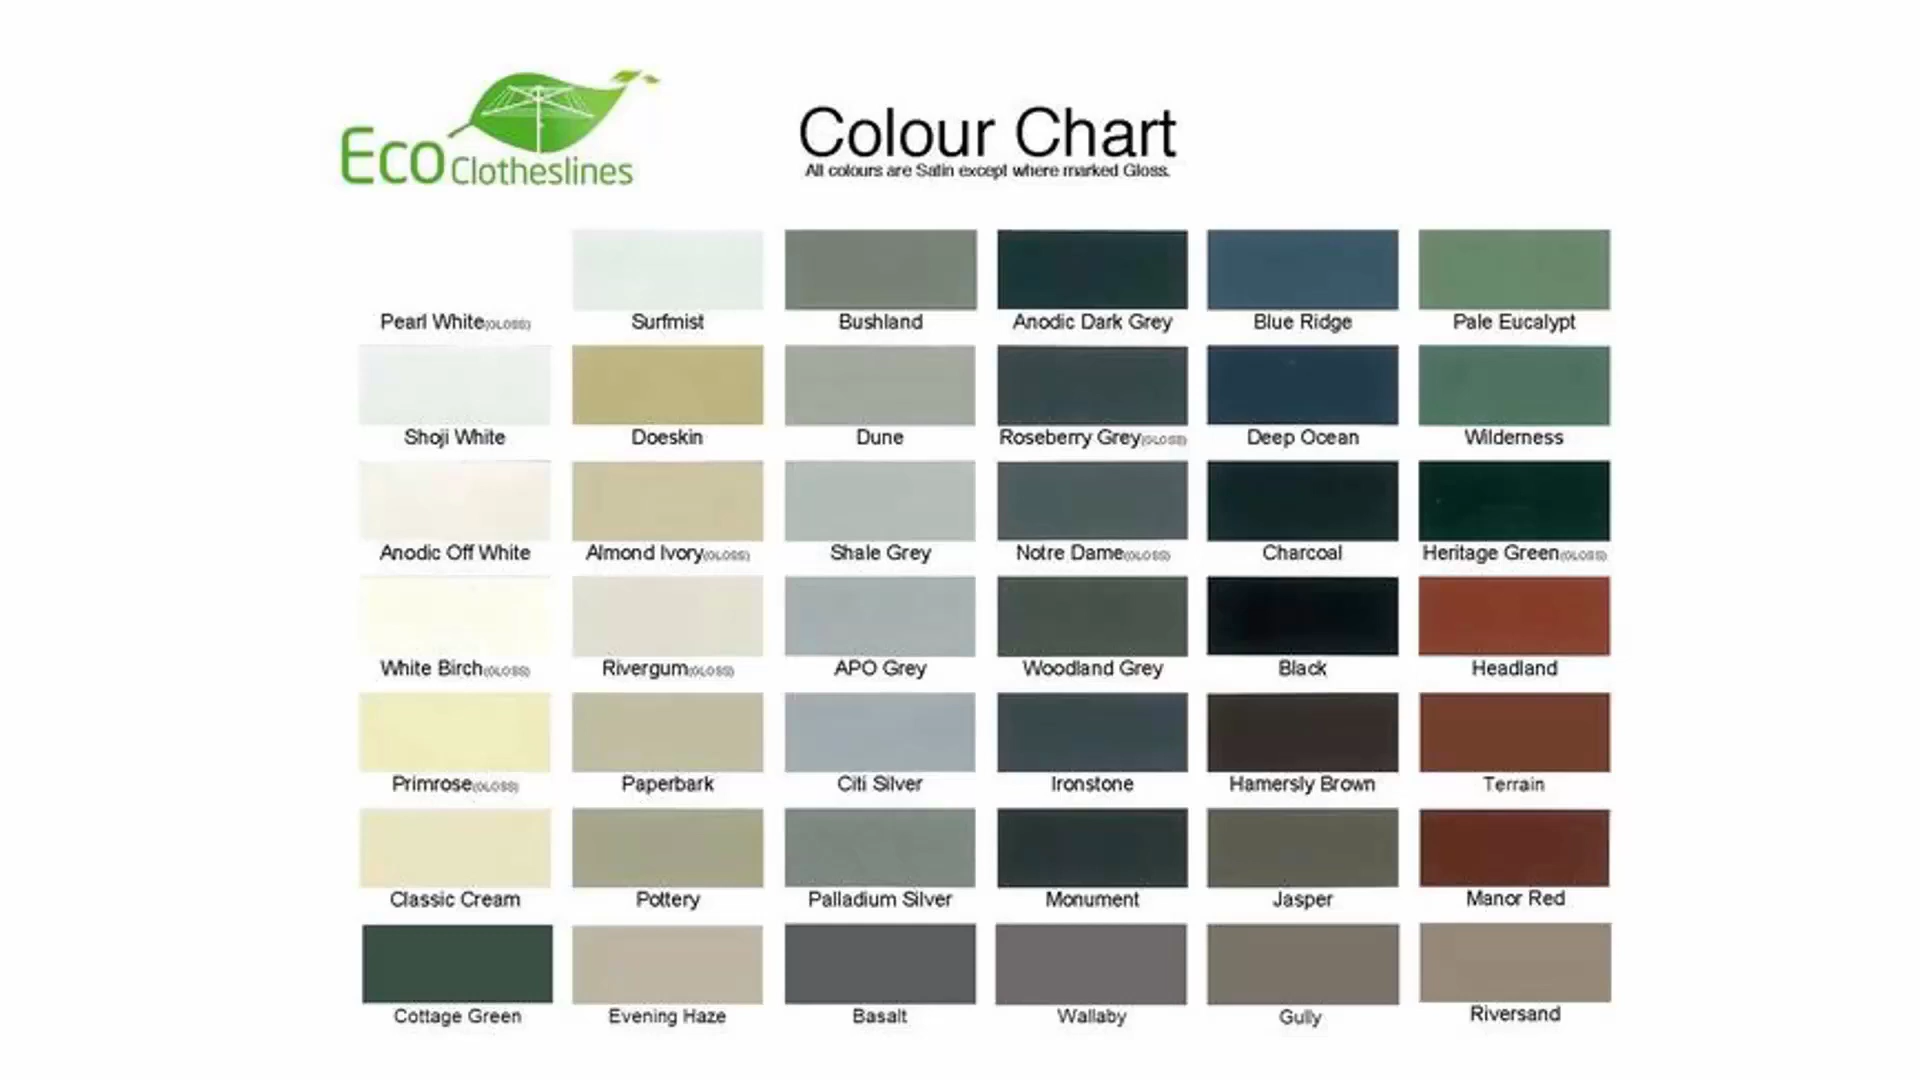 Eco Clotheslines
Colour Chart
All colours are Satin except where marked Gloss.
Pearl White(GLOSS) Surfmist Bushland Anodic Dark Grey Blue Ridge Pale Eucalypt
Shoji White Doeskin Dune Roseberry Grey(GLOSS) Deep Ocean Wilderness
Anodic Off White Almond Ivory(GLOSS) Shale Grey Notre Dame(GLOSS) Charcoal Heritage Green(GLOSS)
White Birch(GLOSS) Rivergum(GLOSS) APO Grey Woodland Grey Black Headland
Primrose(GLOSS) Paperbark Citi Silver Ironstone Hamersly Brown Terrain
Classic Cream Pottery Palladium Silver Monument Jasper Manor Red
Cottage Green Evening Haze Basalt Wallaby Gully Riversand